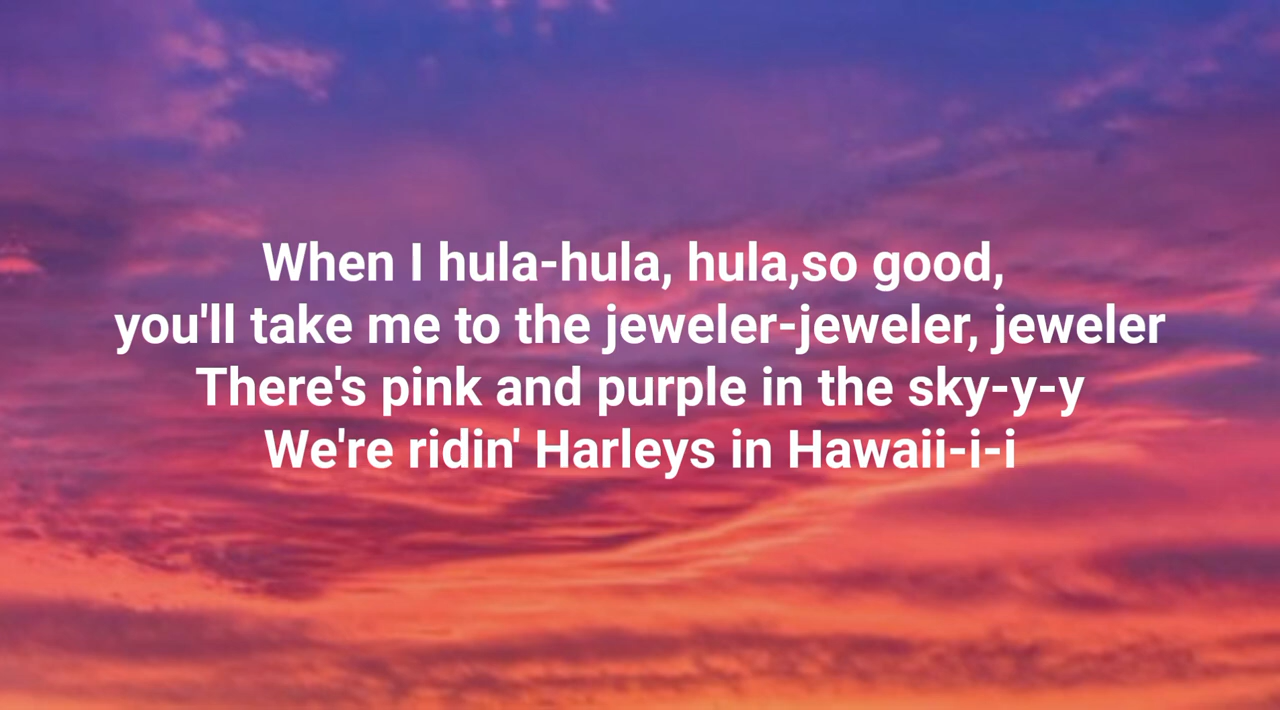 When I hula-hula, hula,so good,
you'll take me to the jeweler-jeweler, jeweler
There's pink and purple in the sky-y-y
We're ridin' Harleys in Hawaii-i-i